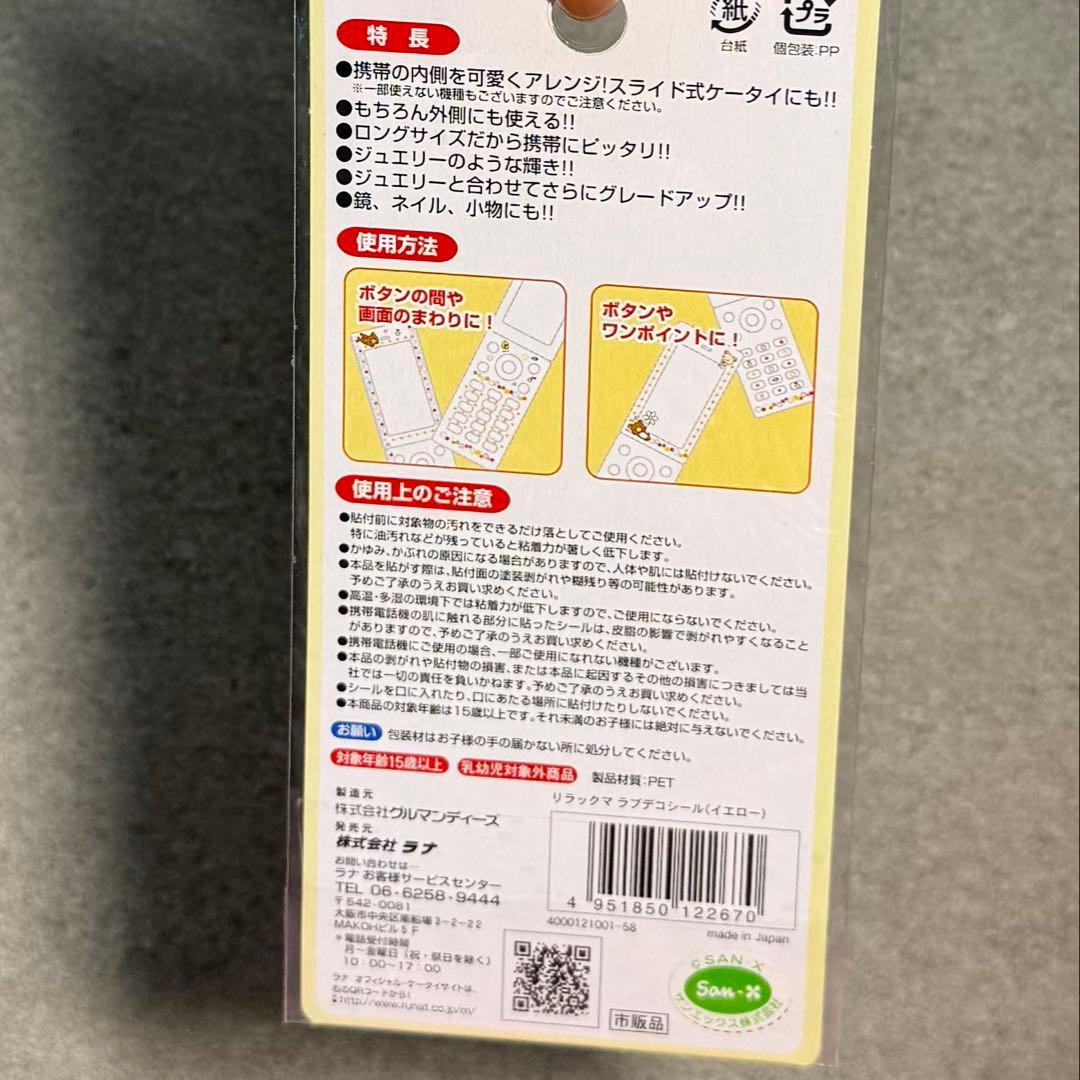 紙
台紙
プラ
個包装:PP
特長
●携帯の内側を可愛くアレンジ!スライド式ケータイにも!!
※一部使えない機種もございますのでご注意ください。
●もちろん外側にも使える!!
●ロングサイズだから携帯にピッタリ!!
●ジュエリーのような輝き!!
●ジュエリーと合わせてさらにグレードアップ!!
●鏡、ネイル、小物にも!!
使用方法
ボタンの間や
画面のまわりに!
ボタンや
ワンポイントに!
使用上のご注意
●貼付前に対象物の汚れをできるだけ落としてご使用ください。
特に油汚れなどが残っていると粘着力が著しく低下します。
●かゆみ、かぶれの原因になる場合がありますので、人体や肌には貼付けないでください。
●本品を貼がす際は、貼付面の塗装剥がれや糊残り等の可能性があります。
予めご了承のうえお買い求めください。
●高温・多湿の環境下では粘着力が低下しますので、ご使用にならないでください。
●携帯電話機の肌に触れる部分に貼ったシールは、皮脂の影響で剥がれやすくなること
がありますので、予めご了承のうえお買い求めください。
●携帯電話機にご使用の場合、一部ご使用になれない機種がございます。
●本品の剥がれや貼付物の損害、または本品に起因するその他の損害につきましては当
社では一切の責任を負いかねます。予めご了承のうえお買い求めください。
●シールを口に入れたり、口にあたる場所に貼付けたりしないでください。
●本商品の対象年齢は15歳以上です。それ未満のお子様には絶対に与えないでください。
お願い 包装材はお子様の手の届かない所に処分してください。
対象年齢15歳以上 乳幼児対象外商品 製品材質:PET
製造元
株式会社グルマンディーズ
発売元
株式会社 ラナ
お問い合わせは…
ラナ お客様サービスセンター
TEL 06-6258-9444
〒542-0081
大阪市中央区南船場3-2-22
MAKOHビル5F
*電話受付時間
月~金曜日(祝・祭日を除く)
10:00~17:00
ラナ オフィシャル・ケータイサイトは、
右のQRコードから!
http://www.runat.co.jp/m/
リラックマ ラブデコシール(イエロー)
4 951850 122670
4000121001-58
made in Japan
市販品
©SAN-X
San-X
サンエックス株式会社